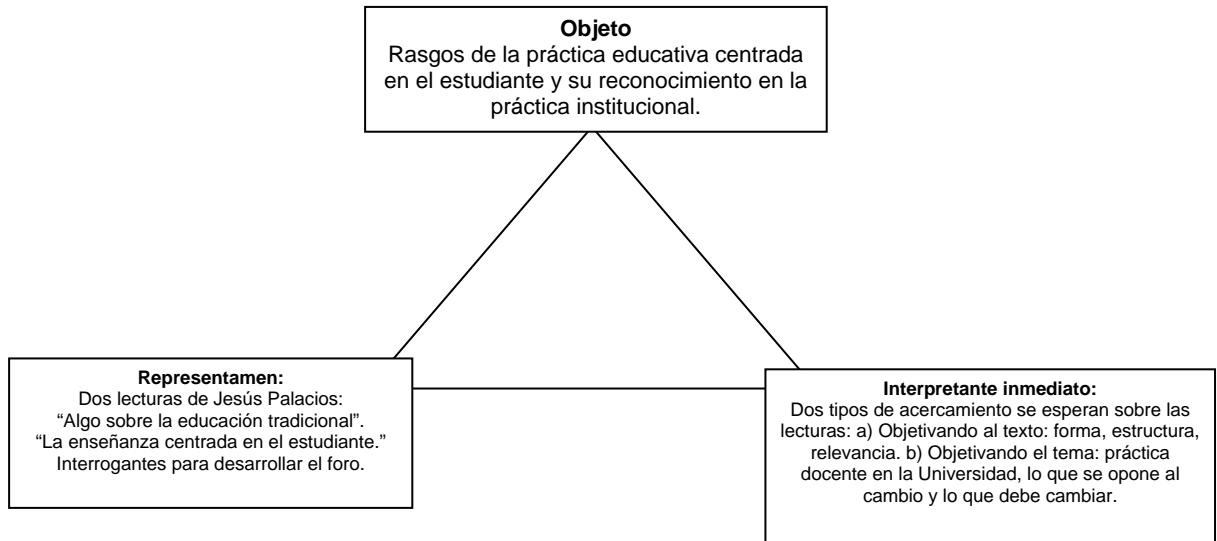 Objeto
Rasgos de la práctica educativa centrada
en el estudiante y su reconocimiento en la
práctica institucional.
Representamen:
Dos lecturas de Jesús Palacios:
“Algo sobre la educación tradicional”.
“La enseñanza centrada en el estudiante.”
Interrogantes para desarrollar el foro.
Interpretante inmediato:
Dos tipos de acercamiento se esperan sobre las
lecturas: a) Objetivando al texto: forma, estructura,
relevancia. b) Objetivando el tema: práctica
docente en la Universidad, lo que se opone al
cambio y lo que debe cambiar.